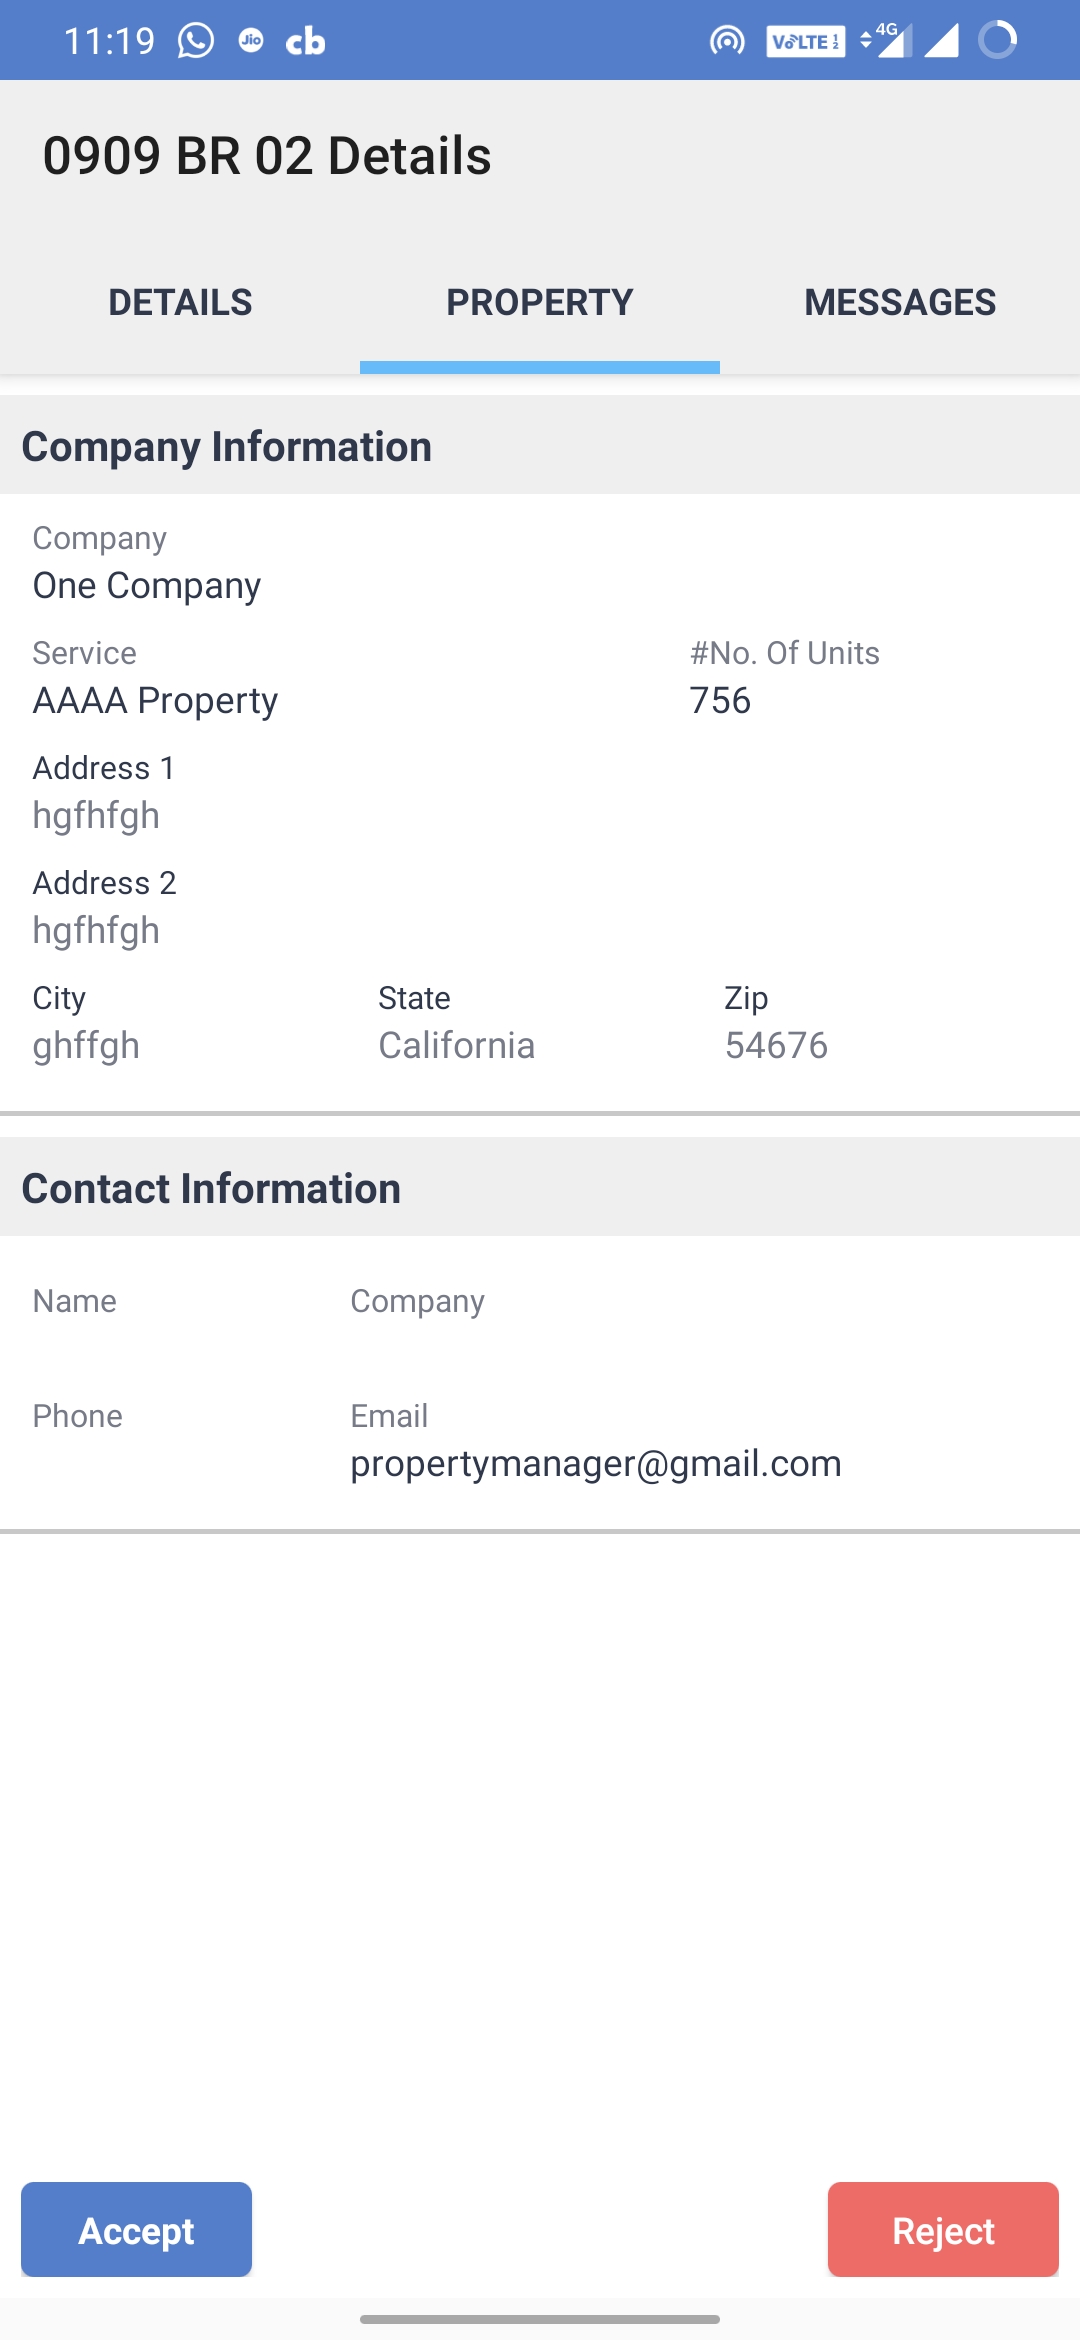 11:19 Jio cb VoLTE 4G
0909 BR 02 Details
DETAILS PROPERTY MESSAGES
Company Information
Company
One Company
Service #No. Of Units
AAAA Property 756
Address 1
hgfhfgh
Address 2
hgfhfgh
City State Zip
ghffgh California 54676
Contact Information
Name Company
Phone Email
propertymanager@gmail.com
Accept Reject